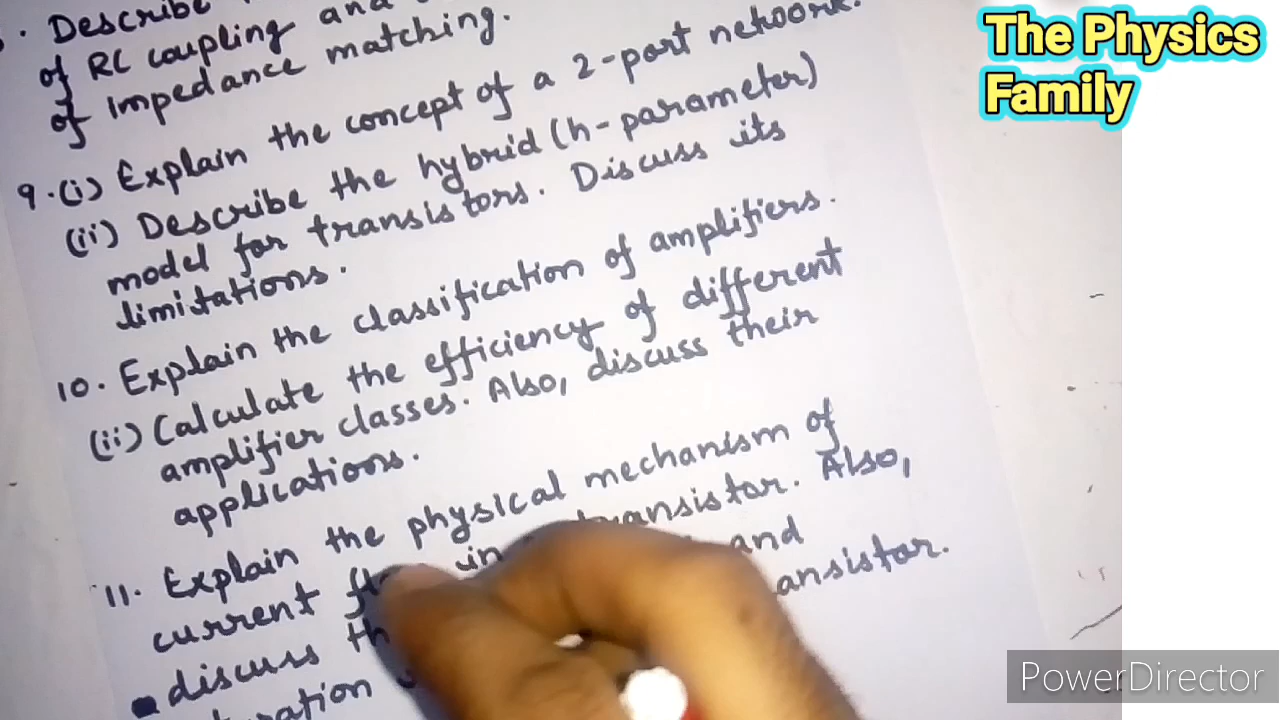 Describe
of RC coupling and
of impedance matching.
9. (i) Explain the concept of a 2-port network.
(ii) Describe the hybrid (h-parameter)
model for transistors. Discuss its
limitations.
10. Explain the classification of amplifiers.
(ii) Calculate the efficiency of different
amplifier classes. Also, discuss their
applications.
11. Explain the physical mechanism of
current in transistor. Also,
discuss and
The Physics
Family
PowerDirector